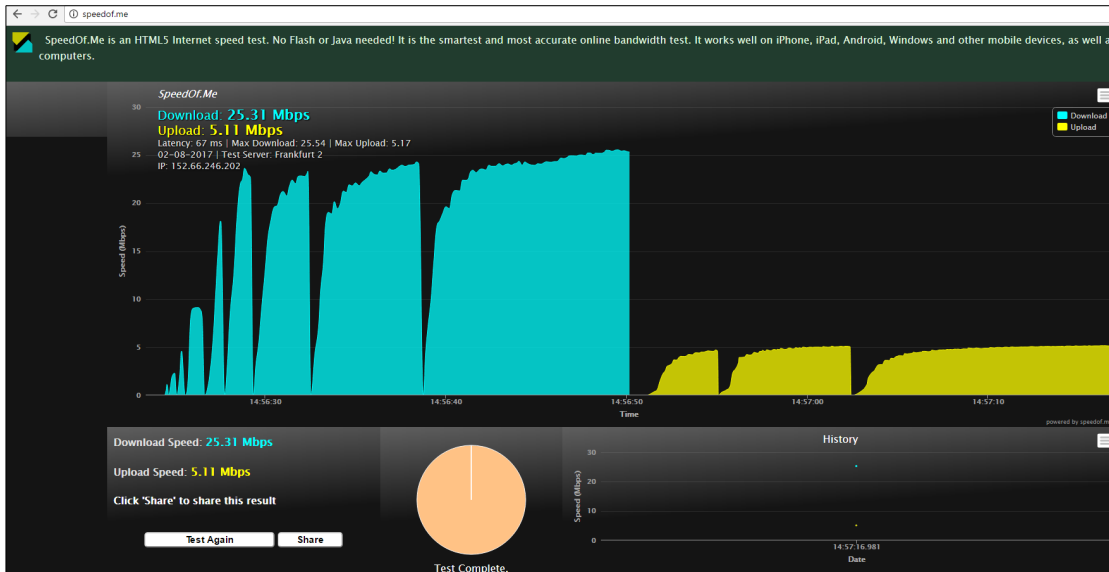 speedof.me
SpeedOf.Me is an HTML5 Internet speed test. No Flash or Java needed! It is the smartest and most accurate online bandwidth test. It works well on iPhone, iPad, Android, Windows and other mobile devices, as well a
computers.
SpeedOf.Me
Download: 25.31 Mbps
Upload: 5.11 Mbps
Latency: 67 ms | Max Download: 25.54 | Max Upload: 5.17
02-08-2017 | Test Server: Frankfurt 2
IP: 152.66.246.202
Download
Upload
30
25
20
15
10
5
0
Speed (Mbps)
14:56:30
14:56:40
14:56:50
14:57:00
14:57:10
Time
powered by speedof.m
Download Speed: 25.31 Mbps
Upload Speed: 5.11 Mbps
Click 'Share' to share this result
Test Again
Share
Test Complete.
History
30
20
10
0
Speed (Mbps)
14:57:16.981
Date